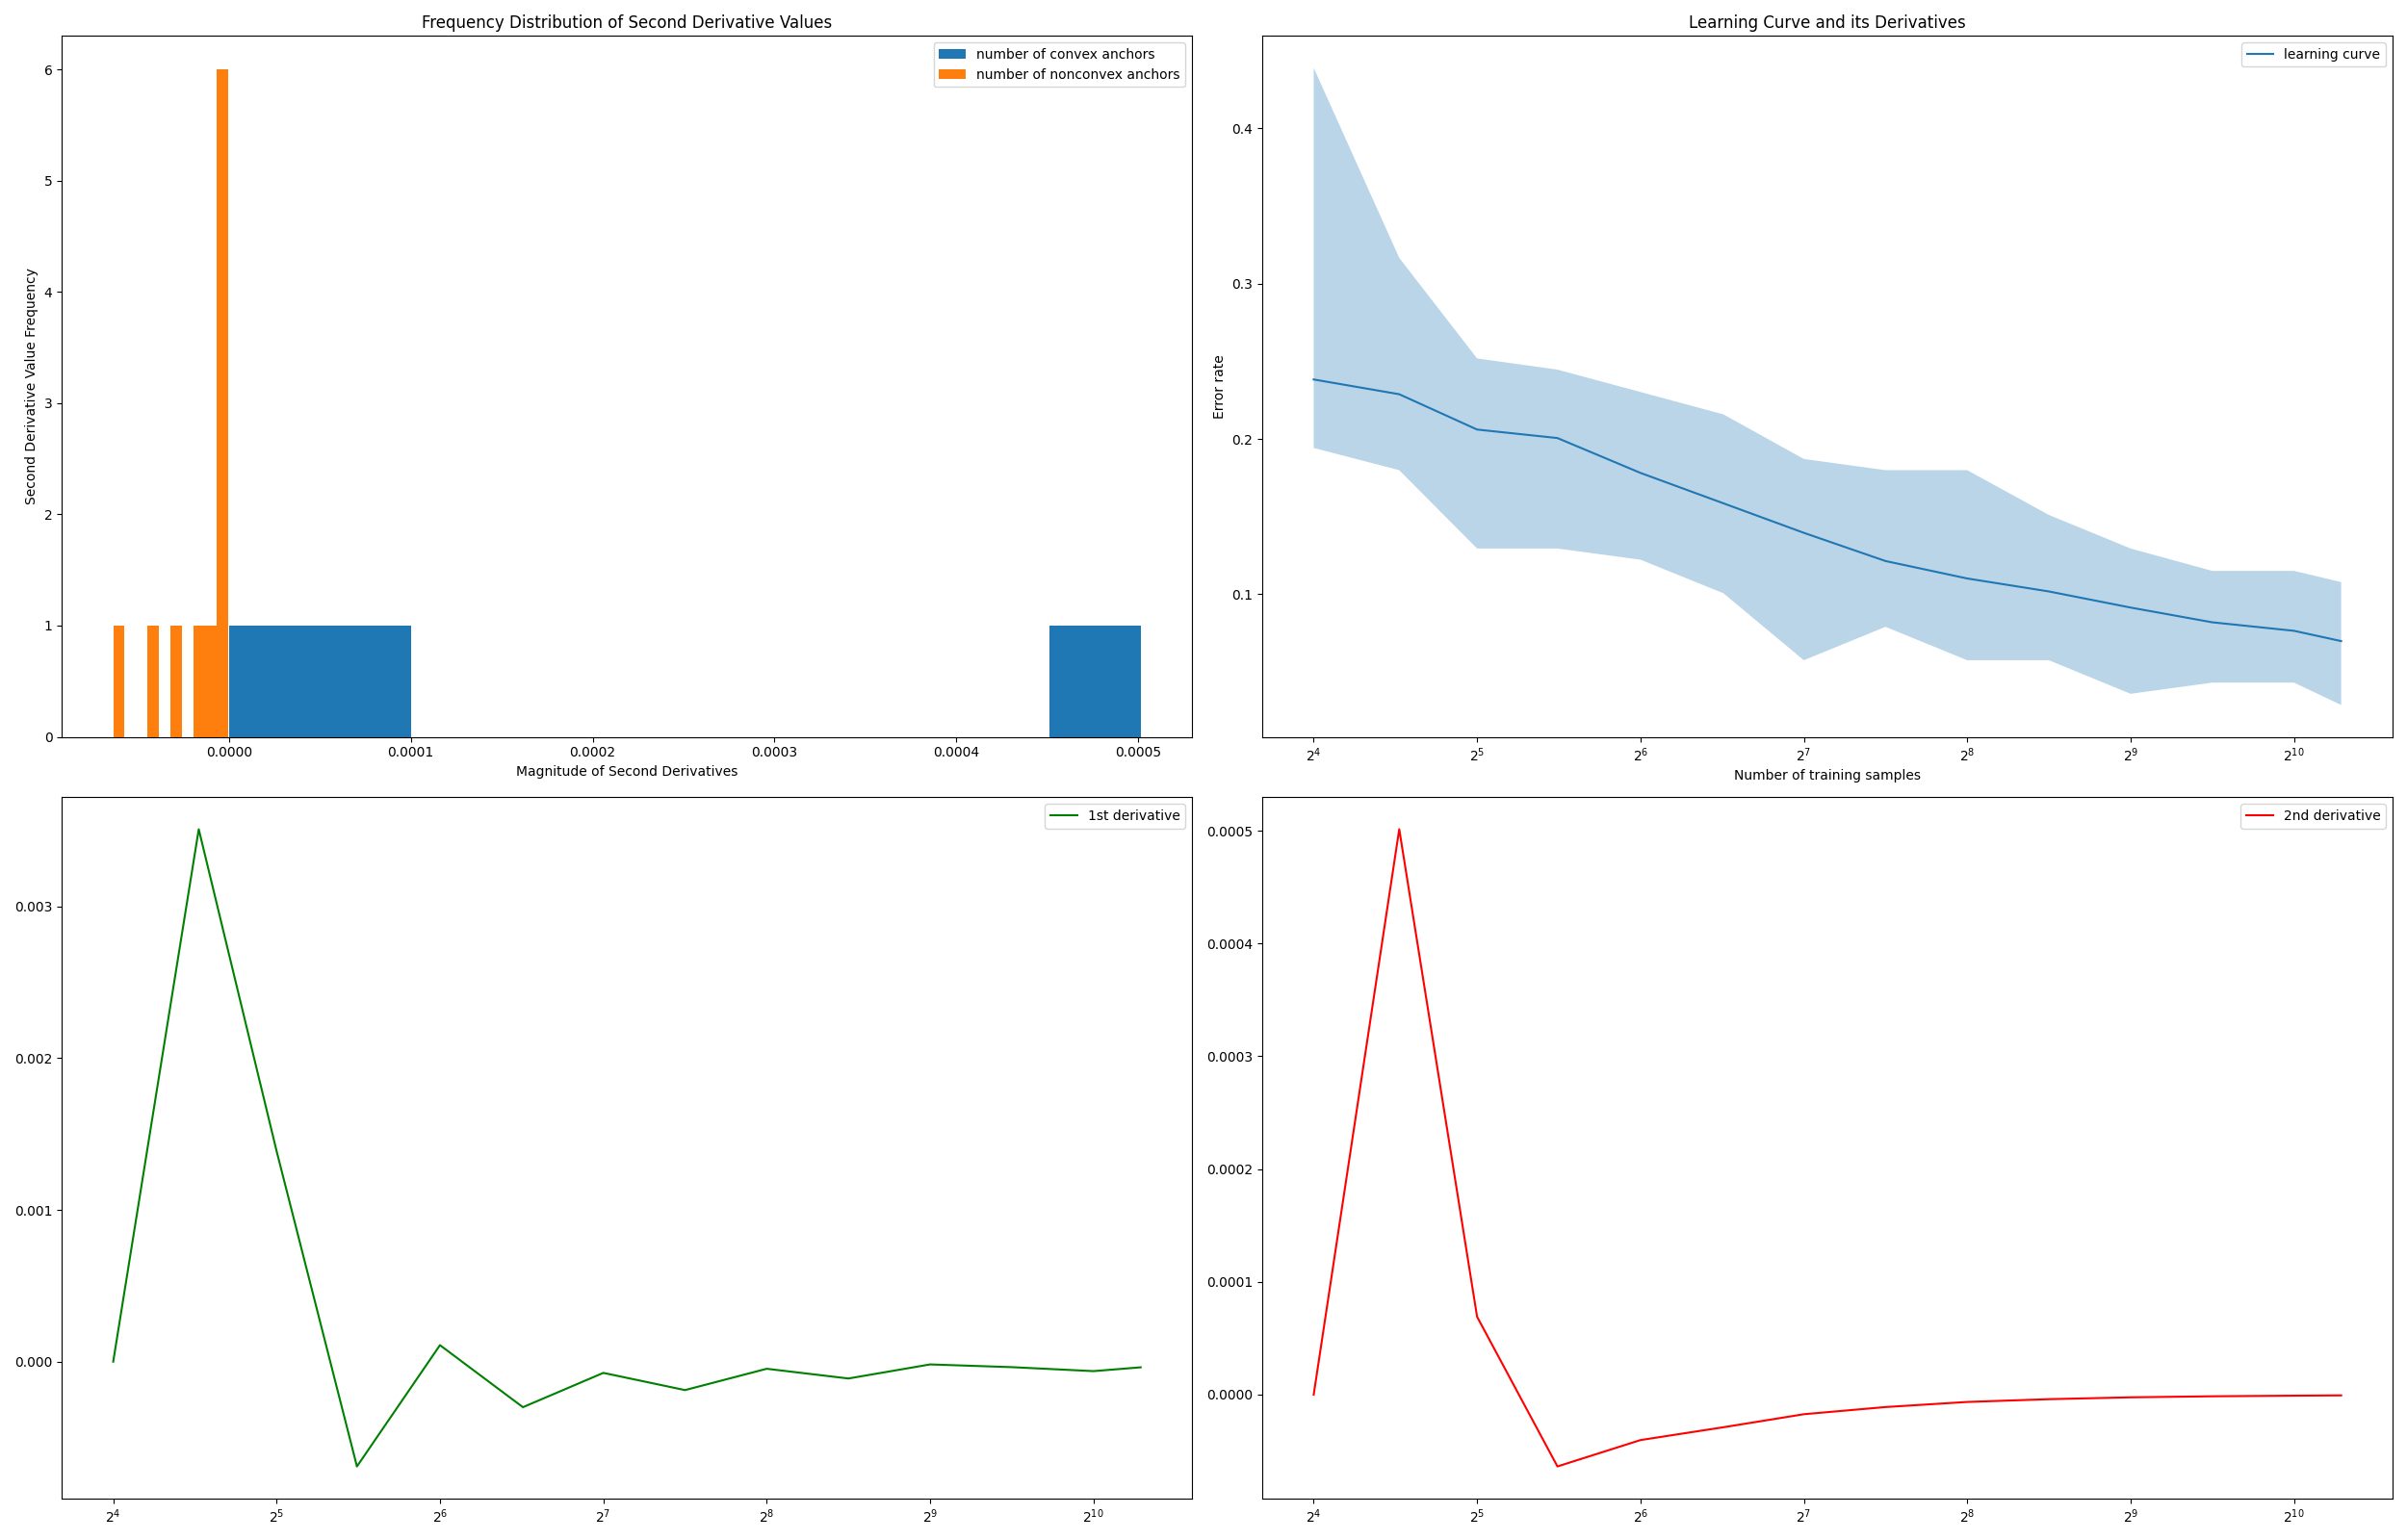 Frequency Distribution of Second Derivative Values
number of convex anchors
number of nonconvex anchors
Second Derivative Value Frequency
6
5
4
3
2
1
0
0.0000 0.0001 0.0002 0.0003 0.0004 0.0005
Magnitude of Second Derivatives
Learning Curve and its Derivatives
learning curve
Error rate
0.4
0.3
0.2
0.1
2^4 2^5 2^6 2^7 2^8 2^9 2^10
Number of training samples
1st derivative
0.003
0.002
0.001
0.000
2^4 2^5 2^6 2^7 2^8 2^9 2^10
2nd derivative
0.0005
0.0004
0.0003
0.0002
0.0001
0.0000
2^4 2^5 2^6 2^7 2^8 2^9 2^10